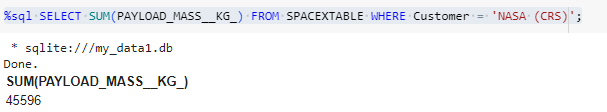 %sql SELECT SUM(PAYLOAD_MASS__KG_) FROM SPACEXTABLE WHERE Customer = 'NASA (CRS)';
* sqlite:///my_data1.db
Done.
SUM(PAYLOAD_MASS__KG_)
45596